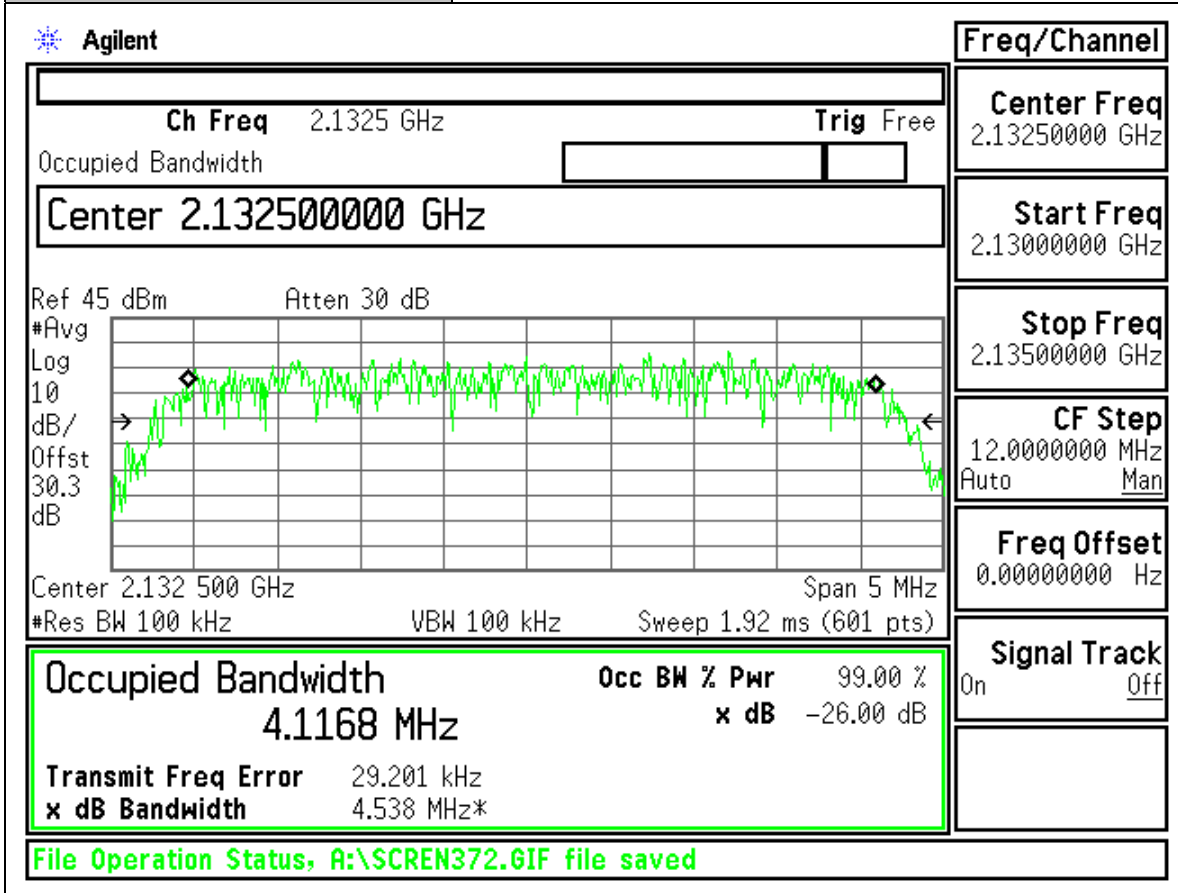 Agilent
Freq/Channel
Ch Freq 2.1325 GHz Trig Free
Occupied Bandwidth
Center 2.132500000 GHz
Ref 45 dBm Atten 30 dB
#Avg
Log
10
dB/
Offst
30.3
dB
Center 2.132 500 GHz Span 5 MHz
#Res BW 100 kHz VBW 100 kHz Sweep 1.92 ms (601 pts)
Occupied Bandwidth Occ BW % Pwr 99.00 %
4.1168 MHz x dB -26.00 dB
Transmit Freq Error 29.201 kHz
x dB Bandwidth 4.538 MHz*
Center Freq
2.13250000 GHz
Start Freq
2.13000000 GHz
Stop Freq
2.13500000 GHz
CF Step
12.0000000 MHz
Auto Man
Freq Offset
0.00000000 Hz
Signal Track
On Off
File Operation Status, A:\SCREN372.GIF file saved